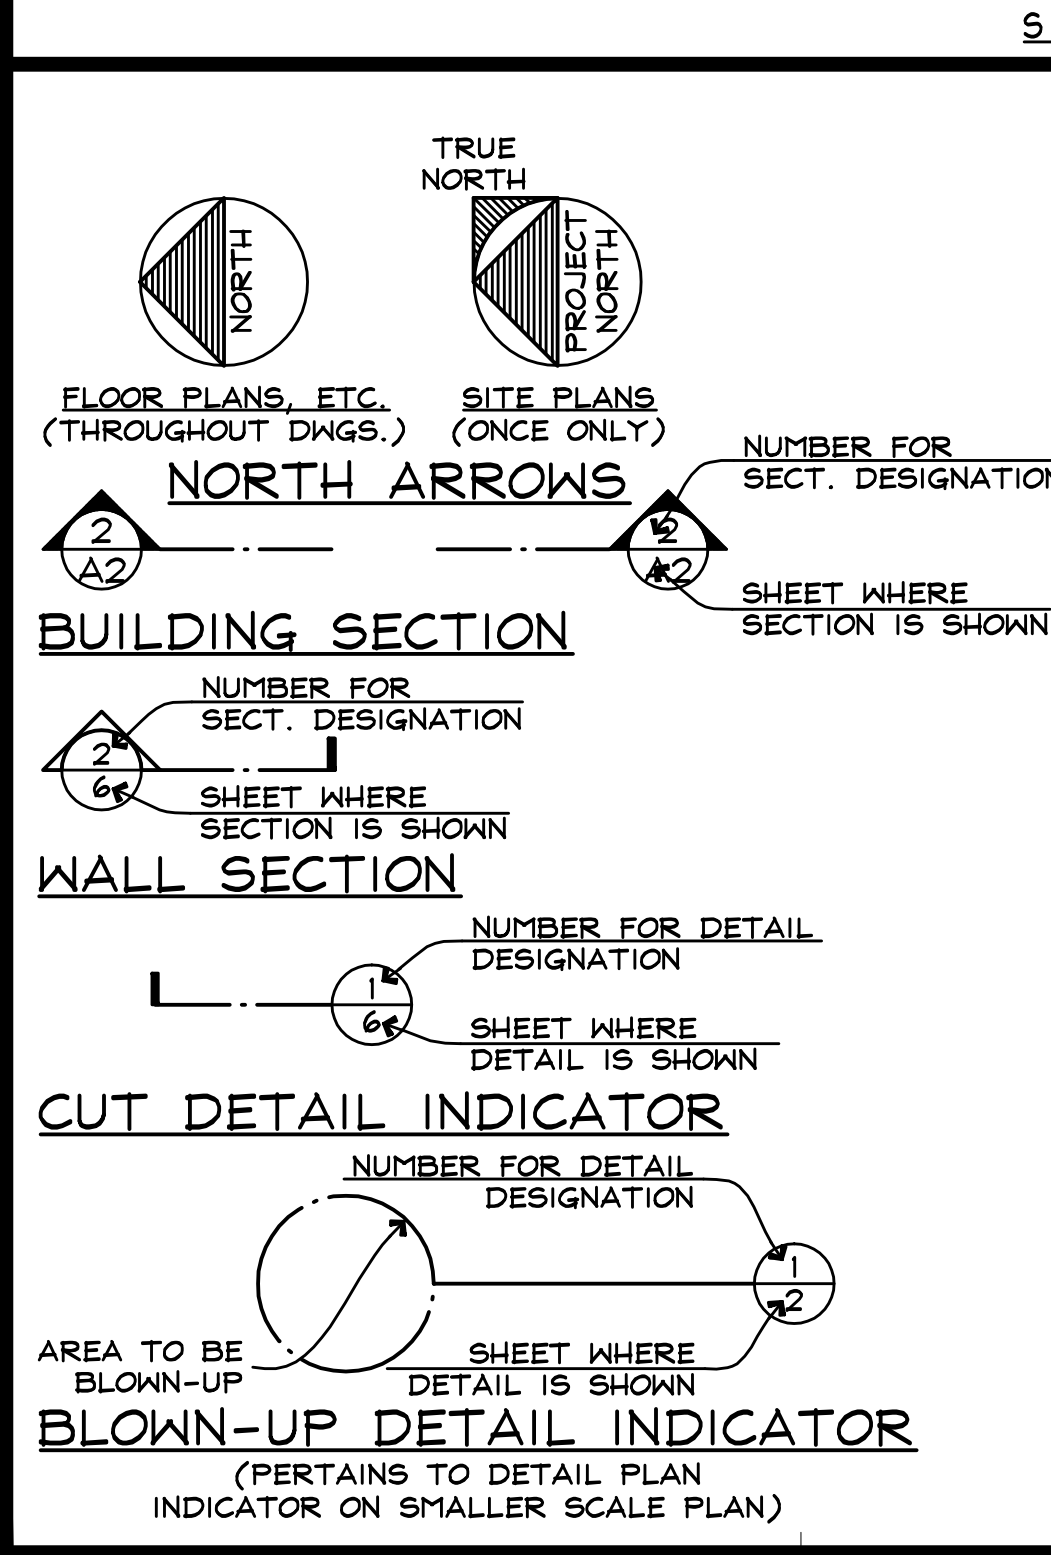 S
TRUE
NORTH
NORTH
PROJECT
NORTH
FLOOR PLANS, ETC.
(THROUGHOUT DWGS.)
SITE PLANS
(ONCE ONLY)
NORTH ARROWS
NUMBER FOR
SECT. DESIGNATION
2
A2
2
A2
SHEET WHERE
SECTION IS SHOWN
BUILDING SECTION
NUMBER FOR
SECT. DESIGNATION
2
6
SHEET WHERE
SECTION IS SHOWN
WALL SECTION
NUMBER FOR DETAIL
DESIGNATION
1
6
SHEET WHERE
DETAIL IS SHOWN
CUT DETAIL INDICATOR
NUMBER FOR DETAIL
DESIGNATION
1
2
AREA TO BE
BLOWN-UP
SHEET WHERE
DETAIL IS SHOWN
BLOWN-UP DETAIL INDICATOR
(PERTAINS TO DETAIL PLAN
INDICATOR ON SMALLER SCALE PLAN)